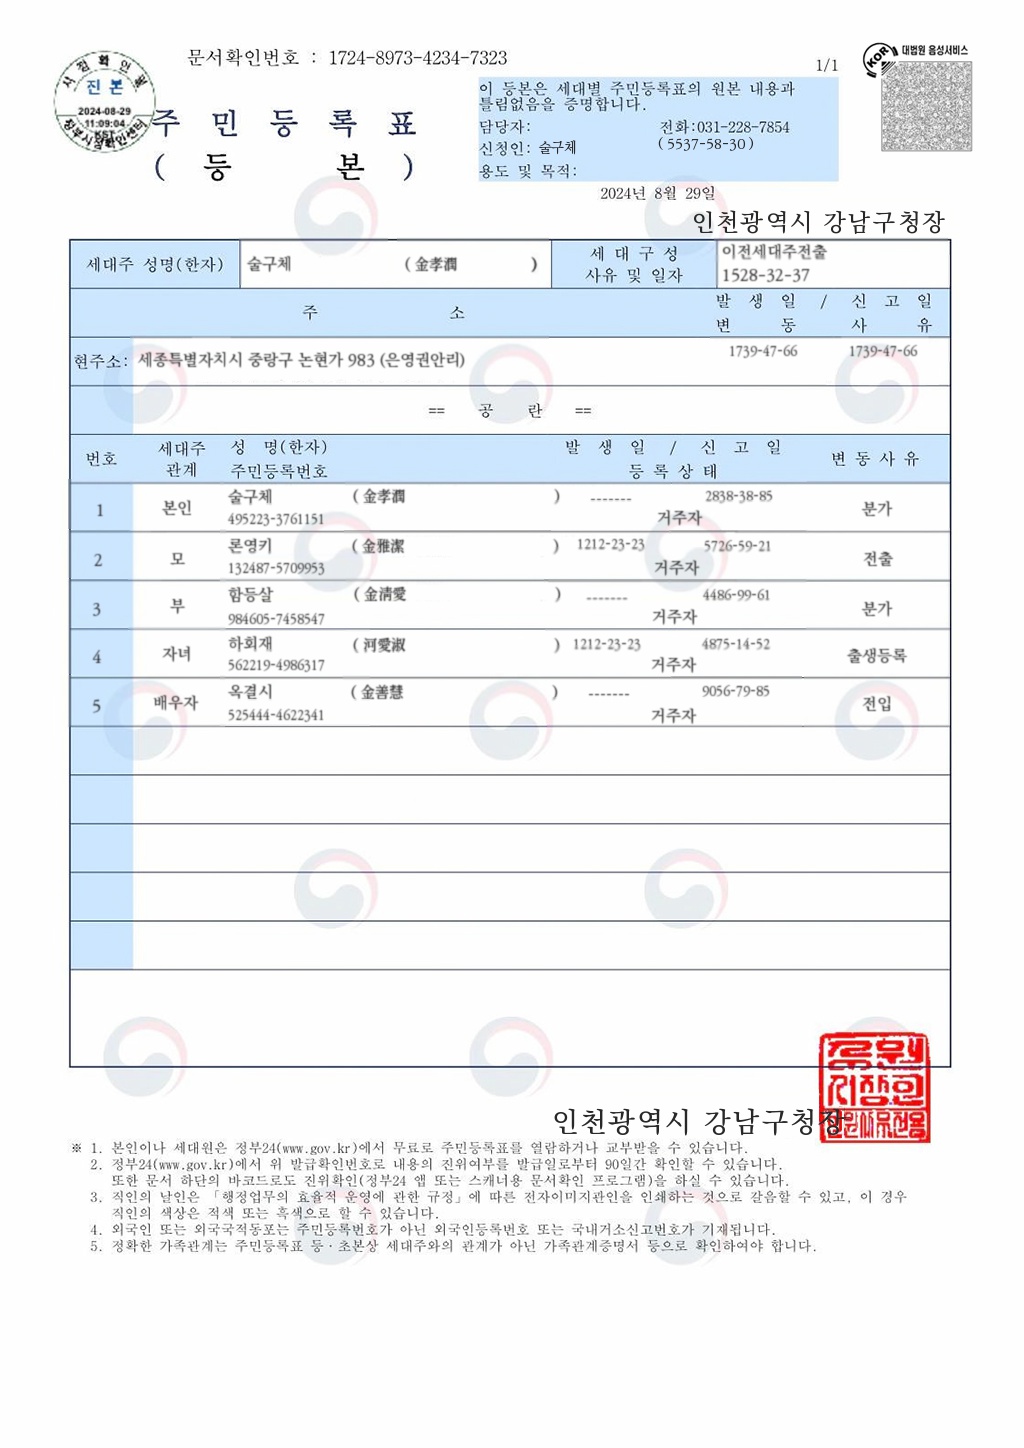 문서확인번호 : 1724-8973-4234-7323
1/1
대법원 음성서비스
KOR
시점확인필
진본
2024-08-29
11:09:04
KST
정부시점확인센터
주 민 등 록 표
( 등 본 )
이 등본은 세대별 주민등록표의 원본 내용과
틀림없음을 증명합니다.
담당자: 전화:031-228-7854
신청인: 술구체 (5537-58-30)
용도 및 목적:
2024년 8월 29일
인천광역시 강남구청장
세대주 성명(한자) 술구체 ( 金孝潤 ) 세 대 구 성 사유 및 일자 이전세대주전출 1528-32-37
주 소 발 생 일 / 신 고 일
변 동 사 유
현주소: 세종특별자치시 중랑구 논현가 983 (은영권안리) 1739-47-66 1739-47-66
== 공 란 ==
번호 세대주 관계 성 명(한자) 주민등록번호 발 생 일 / 신 고 일 등 록 상 태 변 동 사 유
1 본인 술구체 ( 金孝潤 ) ------- 2838-38-85 분가
495223-3761151 거주자
2 모 론영키 ( 金雅潔 ) 1212-23-23 5726-59-21 전출
132487-5709953 거주자
3 부 함등살 ( 金淸愛 ) ------- 4486-99-61 분가
984605-7458547 거주자
4 자녀 하회재 ( 河愛淑 ) 1212-23-23 4875-14-52 출생등록
562219-4986317 거주자
5 배우자 옥결시 ( 金善慧 ) ------- 9056-79-85 전입
525444-4622341 거주자
인천광역시 강남구청장
※ 1. 본인이나 세대원은 정부24(www.gov.kr)에서 무료로 주민등록표를 열람하거나 교부받을 수 있습니다.
2. 정부24(www.gov.kr)에서 위 발급확인번호로 내용의 진위여부를 발급일로부터 90일간 확인할 수 있습니다.
또한 문서 하단의 바코드로도 진위확인(정부24 앱 또는 스캐너용 문서확인 프로그램)을 하실 수 있습니다.
3. 직인의 날인은 「행정업무의 효율적 운영에 관한 규정」에 따른 전자이미지관인을 인쇄하는 것으로 갈음할 수 있고, 이 경우
직인의 색상은 적색 또는 흑색으로 할 수 있습니다.
4. 외국인 또는 외국국적동포는 주민등록번호가 아닌 외국인등록번호 또는 국내거소신고번호가 기재됩니다.
5. 정확한 가족관계는 주민등록표 등·초본상 세대주와의 관계가 아닌 가족관계증명서 등으로 확인하여야 합니다.